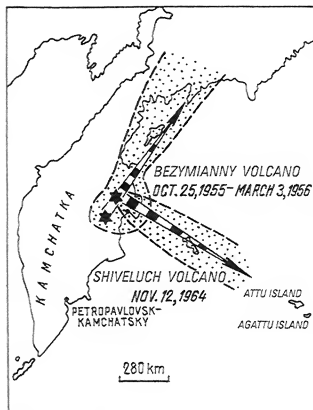 BEZYMIANNY VOLCANO
OCT. 25, 1955 – MARCH 3, 1956
KAMCHATKA
SHIVELUCH VOLCANO
NOV. 12, 1964
ATTU ISLAND
PETROPAVLOVSK-
KAMCHATSKY
AGATTU ISLAND
280 km